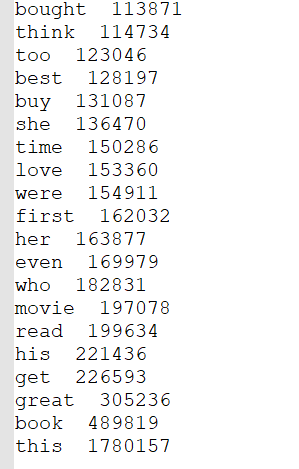 bought  113871
think  114734
too  123046
best  128197
buy  131087
she  136470
time  150286
love  153360
were  154911
first  162032
her  163877
even  169979
who  182831
movie  197078
read  199634
his  221436
get  226593
great  305236
book  489819
this  1780157